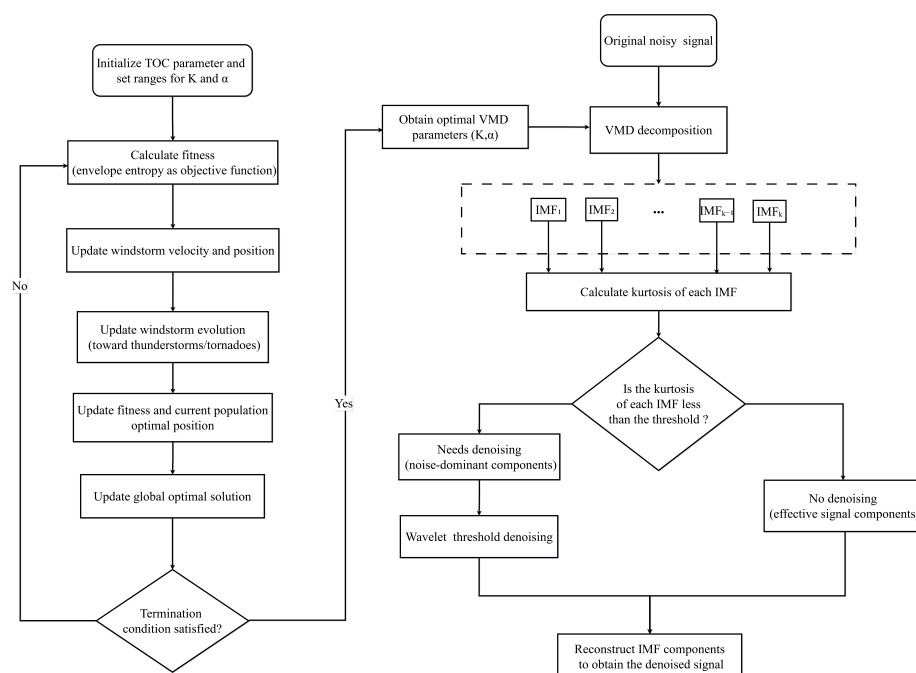 Initialize TOC parameter and
set ranges for K and α
Calculate fitness
(envelope entropy as objective function)
Update windstorm velocity and position
No
Update windstorm evolution
(toward thunderstorms/tornadoes)
Update fitness and current population
optimal position
Update global optimal solution
Termination
condition satisfied?
Yes
Obtain optimal VMD
parameters (K,α)
Original noisy signal
VMD decomposition
IMF₁
IMF₂
...
IMFₖ₋₁
IMFₖ
Calculate kurtosis of each IMF
Is the kurtosis
of each IMF less
than the threshold ?
Needs denoising
(noise-dominant components)
Wavelet threshold denoising
No denoising
(effective signal components
Reconstruct IMF components
to obtain the denoised signal